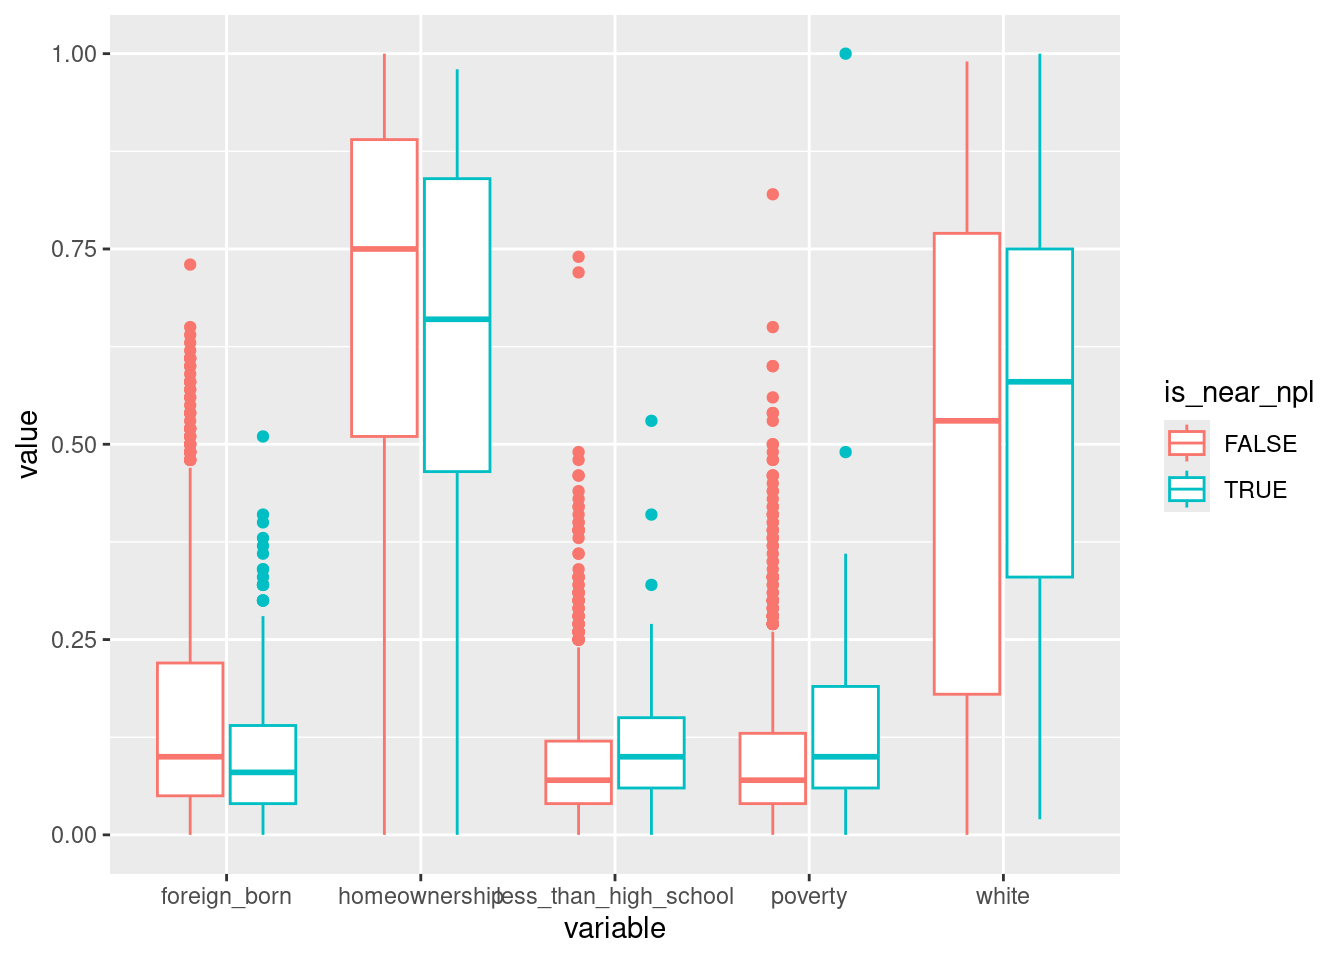 1.00
0.75
0.50
0.25
0.00
value
foreign_born
homeownership
less_than_high_school
poverty
white
variable
is_near_npl
FALSE
TRUE